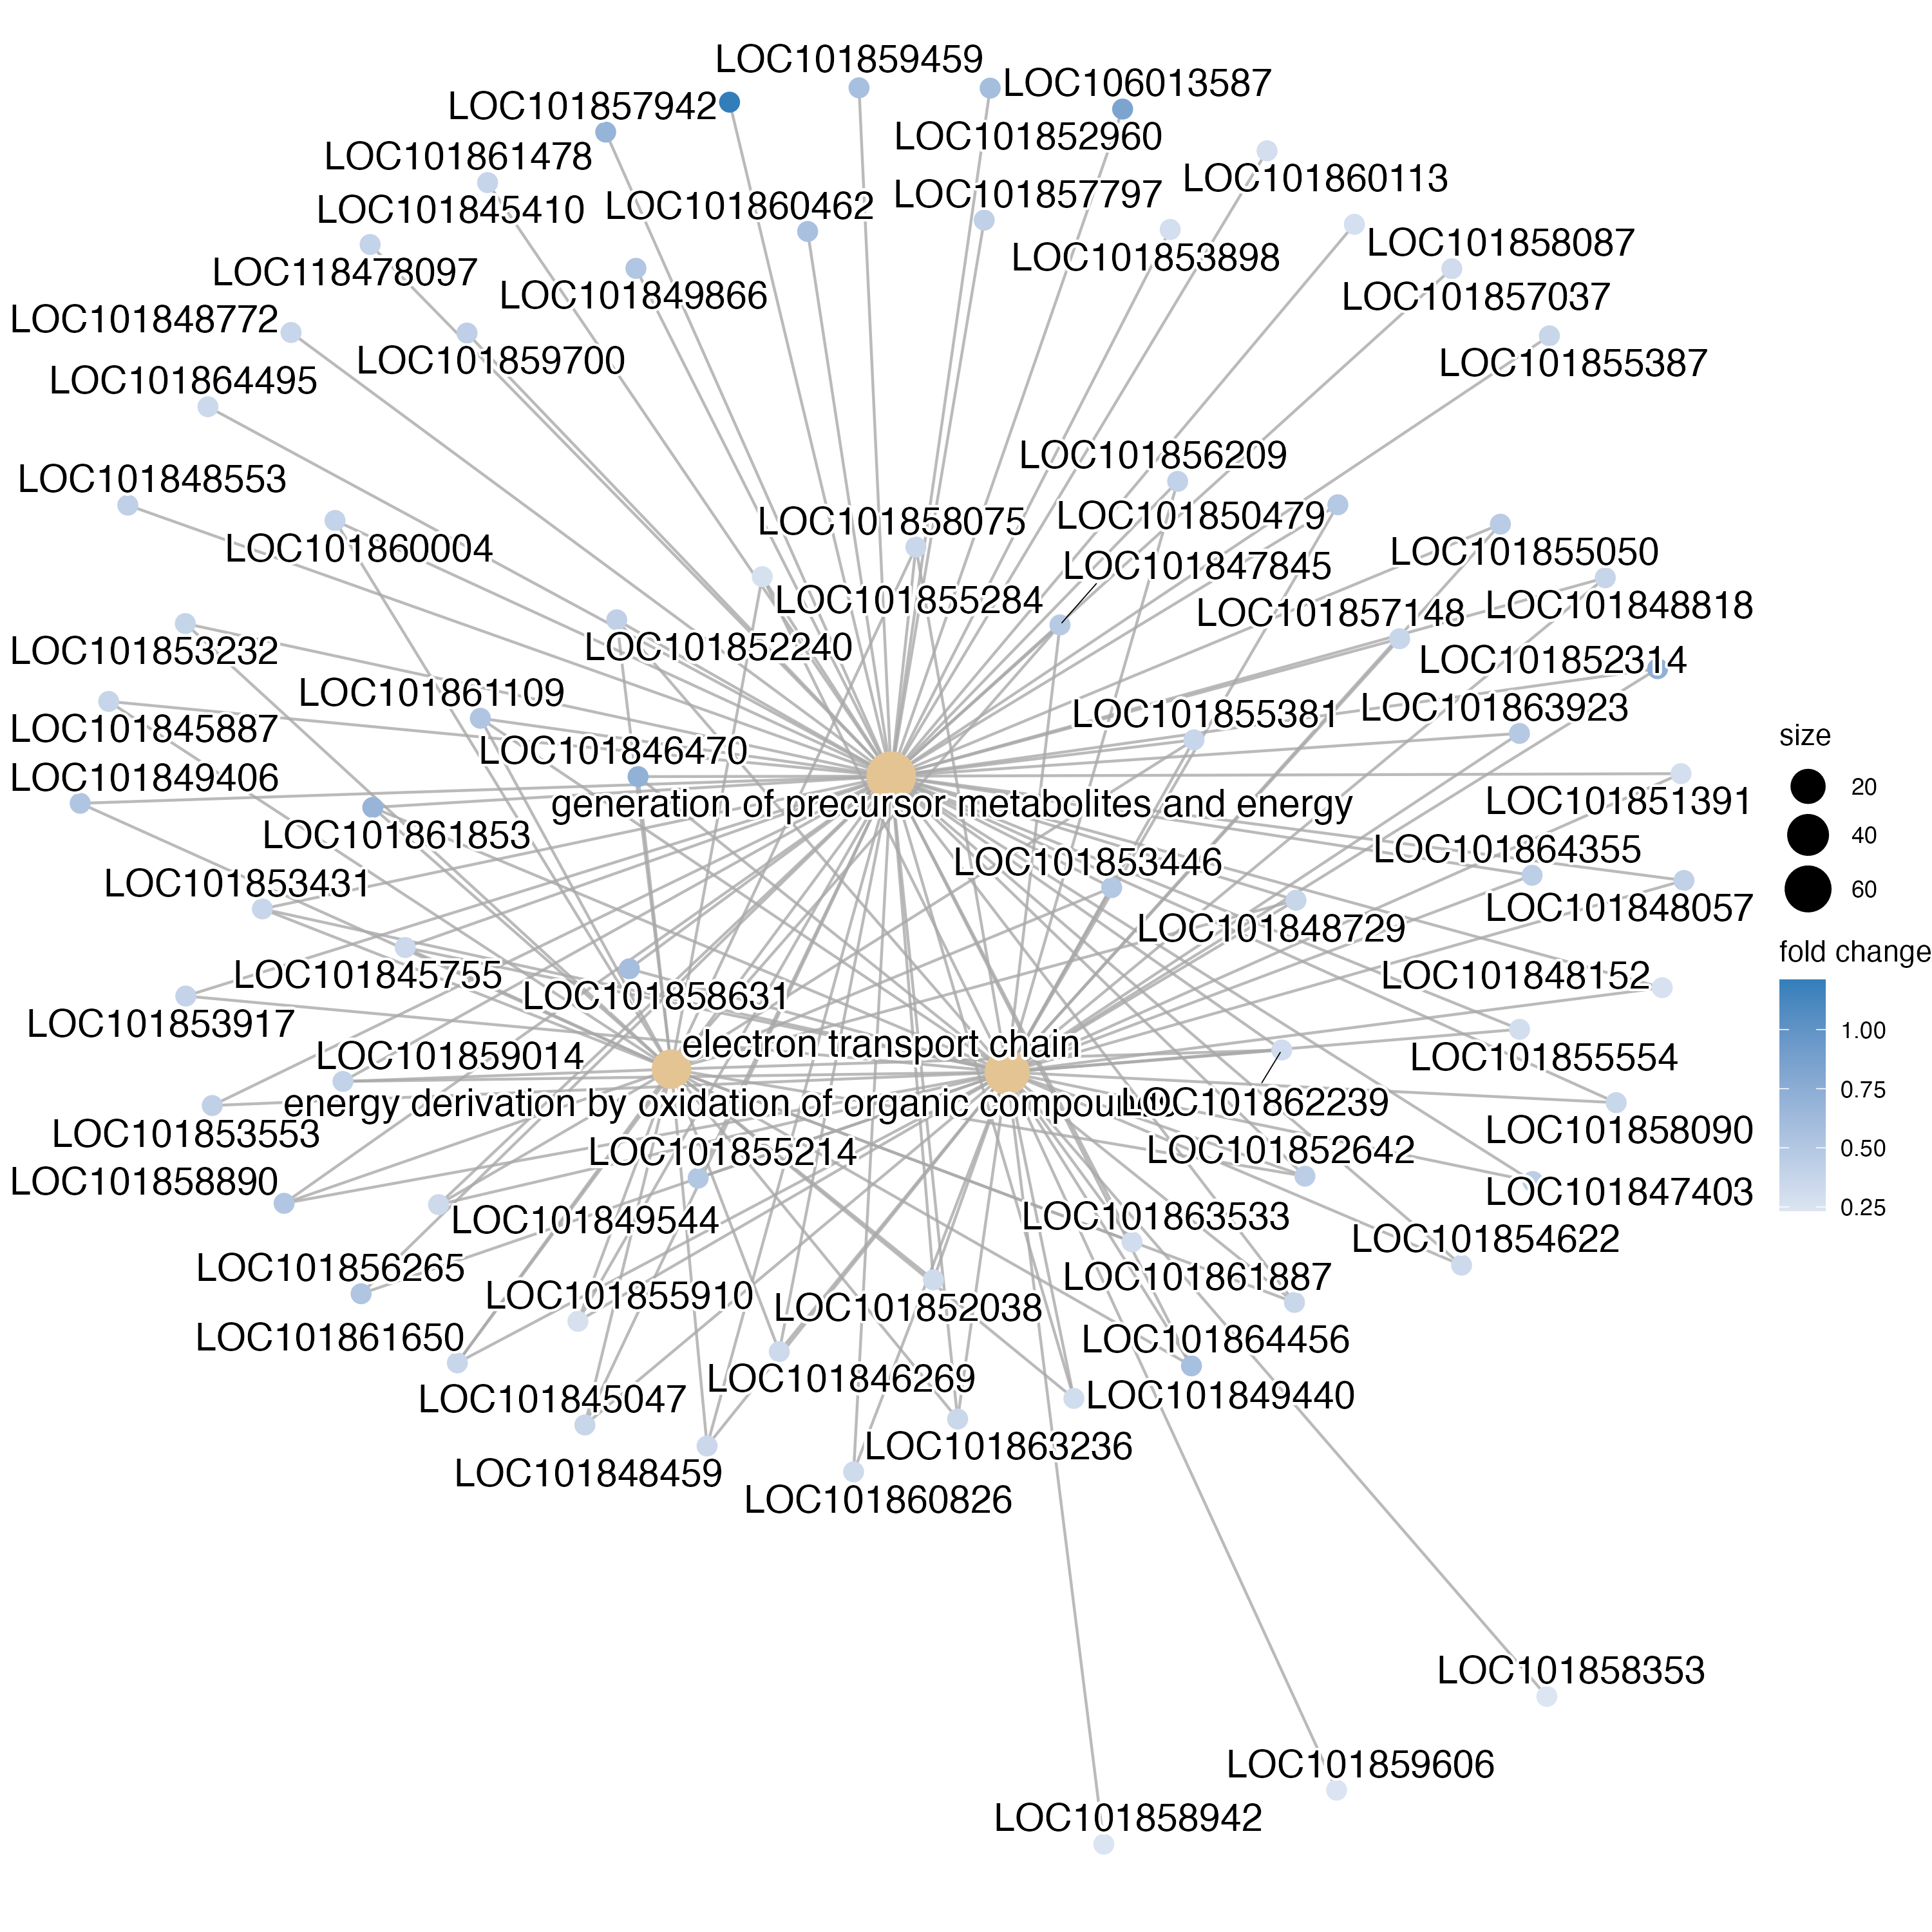 LOC101859459
LOC106013587
LOC101857942
LOC101852960
LOC101861478
LOC101860113
LOC101857797
LOC101860462
LOC101845410
LOC101858087
LOC101853898
LOC118478097
LOC101849866
LOC101857037
LOC101848772
LOC101859700
LOC101855387
LOC101864495
LOC101856209
LOC101848553
LOC101850479
LOC101858075
LOC101860004
LOC101855050
LOC101847845
LOC101855284
LOC101848818
LOC101857148
LOC101852240
LOC101853232
LOC101852314
LOC101861109
LOC101863923
LOC101855381
LOC101845887
size
LOC101846470
LOC101849406
20
LOC101851391
generation of precursor metabolites and energy
LOC101861853
40
LOC101864355
LOC101853446
LOC101853431
60
LOC101848057
LOC101848729
fold change
LOC101845755
LOC101848152
LOC101858631
LOC101853917
1.00
electron transport chain
LOC101859014
LOC101855554
0.75
energy derivation by oxidation of organic compounds
LOC101862239
LOC101853553
LOC101858090
0.50
LOC101855214
LOC101852642
LOC101858890
LOC101847403
0.25
LOC101863533
LOC101849544
LOC101854622
LOC101856265
LOC101861887
LOC101855910
LOC101852038
LOC101861650
LOC101864456
LOC101846269
LOC101849440
LOC101845047
LOC101863236
LOC101848459
LOC101860826
LOC101858353
LOC101859606
LOC101858942